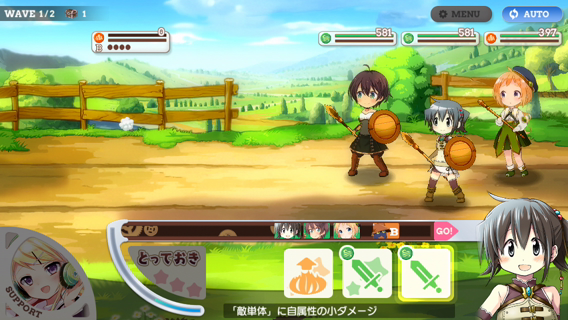 WAVE 1/2 1
MENU
AUTO
0
B
581
581
397
B
GO!
とっておき
SUPPORT
「敵単体」に自属性の小ダメージ